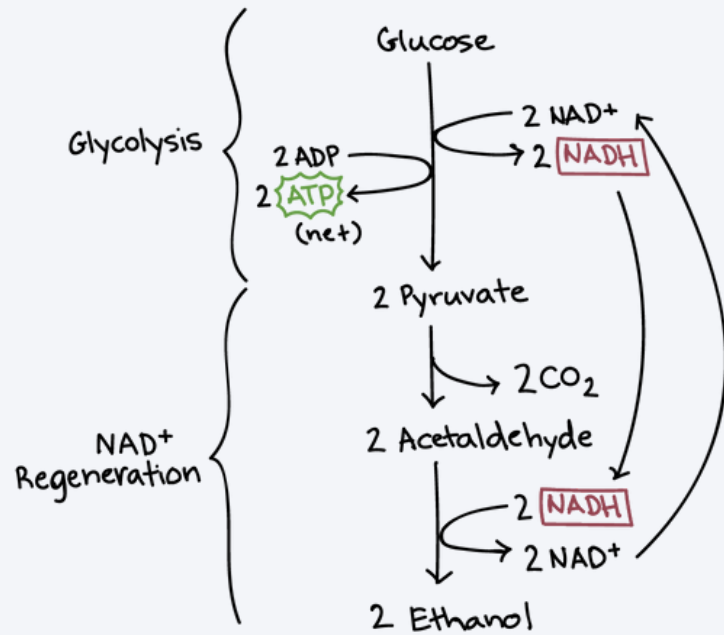 Glucose
Glycolysis
2 NAD+
2 NADH
2 ADP
2 ATP
(net)
2 Pyruvate
2 CO₂
NAD⁺
Regeneration
2 Acetaldehyde
2 NADH
2 NAD⁺
2 Ethanol